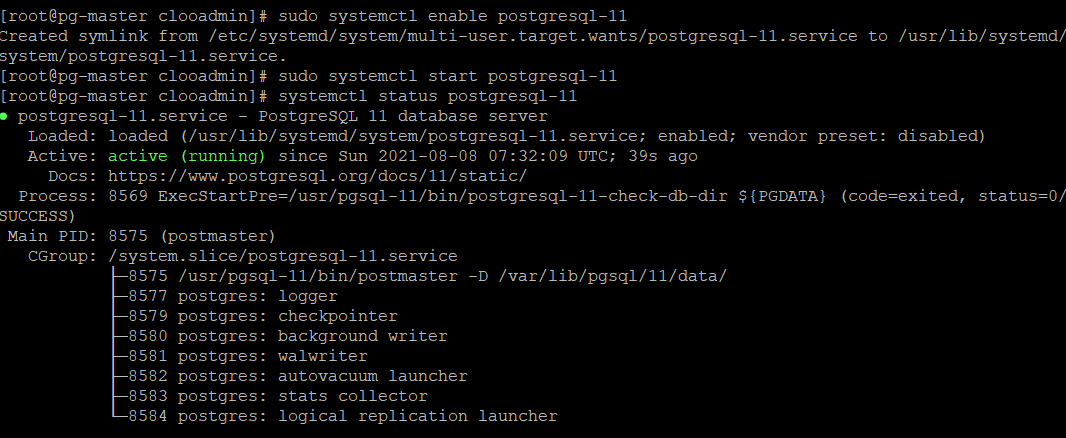 [root@pg-master clooadmin]# sudo systemctl enable postgresql-11
Created symlink from /etc/systemd/system/multi-user.target.wants/postgresql-11.service to /usr/lib/systemd/
system/postgresql-11.service.
[root@pg-master clooadmin]# sudo systemctl start postgresql-11
[root@pg-master clooadmin]# systemctl status postgresql-11
● postgresql-11.service - PostgreSQL 11 database server
   Loaded: loaded (/usr/lib/systemd/system/postgresql-11.service; enabled; vendor preset: disabled)
   Active: active (running) since Sun 2021-08-08 07:32:09 UTC; 39s ago
     Docs: https://www.postgresql.org/docs/11/static/
  Process: 8569 ExecStartPre=/usr/pgsql-11/bin/postgresql-11-check-db-dir ${PGDATA} (code=exited, status=0/
SUCCESS)
 Main PID: 8575 (postmaster)
   CGroup: /system.slice/postgresql-11.service
           ├─8575 /usr/pgsql-11/bin/postmaster -D /var/lib/pgsql/11/data/
           ├─8577 postgres: logger
           ├─8579 postgres: checkpointer
           ├─8580 postgres: background writer
           ├─8581 postgres: walwriter
           ├─8582 postgres: autovacuum launcher
           ├─8583 postgres: stats collector
           └─8584 postgres: logical replication launcher